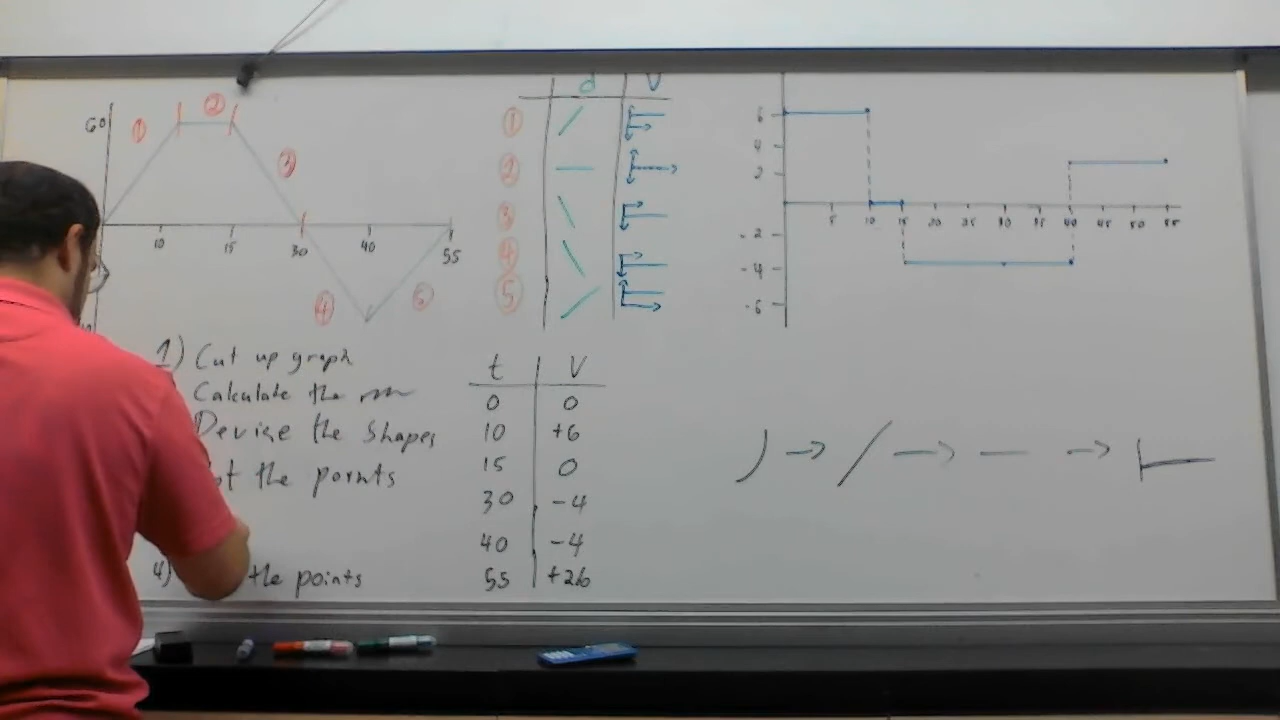 60
① ② ③ ④ ⑤
10 15 30 40 55
d V
①
②
③
④
⑤
6
4
2
-2
-4
-6
5 10 15 20 25 30 35 40 45 50 55
1) Cut up graph
Calculate the
Devise the shapes
the points
4) the points
t V
0 0
10 +6
15 0
30 -4
40 -4
55 +2.6